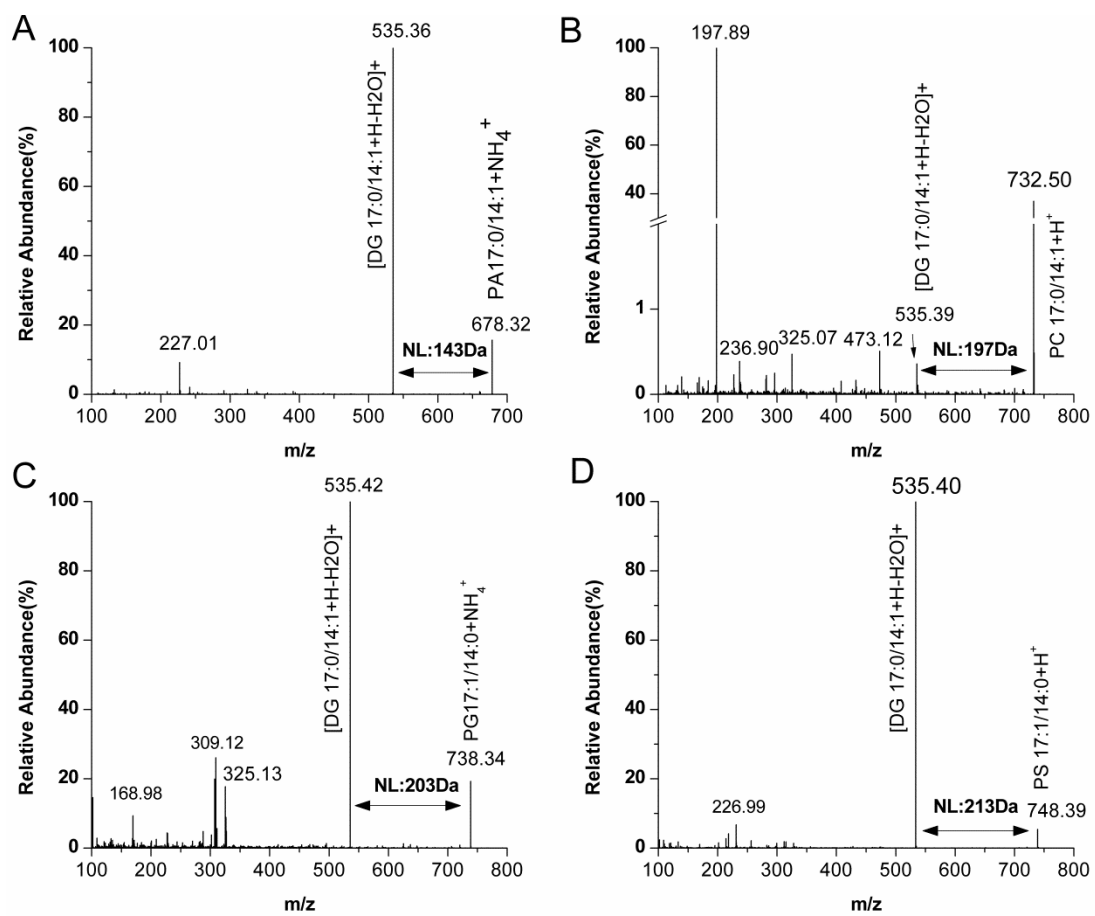 A
535.36
100
80
60
40
20
0
Relative Abundance(%)
[DG 17:0/14:1+H-H2O]+
PA17:0/14:1+NH4+
678.32
NL:143Da
227.01
100 200 300 400 500 600 700
m/z
B
197.89
100
80
60
40
1
0
Relative Abundance(%)
[DG 17:0/14:1+H-H2O]+
732.50
PC 17:0/14:1+H+
535.39
NL:197Da
236.90
325.07
473.12
100 200 300 400 500 600 700 800
m/z
C
535.42
100
80
60
40
20
0
Relative Abundance(%)
[DG 17:0/14:1+H-H2O]+
PG17:1/14:0+NH4+
738.34
NL:203Da
309.12
325.13
168.98
100 200 300 400 500 600 700 800
m/z
D
535.40
100
80
60
40
20
0
Relative Abundance(%)
[DG 17:0/14:1+H-H2O]+
PS 17:1/14:0+H+
748.39
NL:213Da
226.99
100 200 300 400 500 600 700 800
m/z